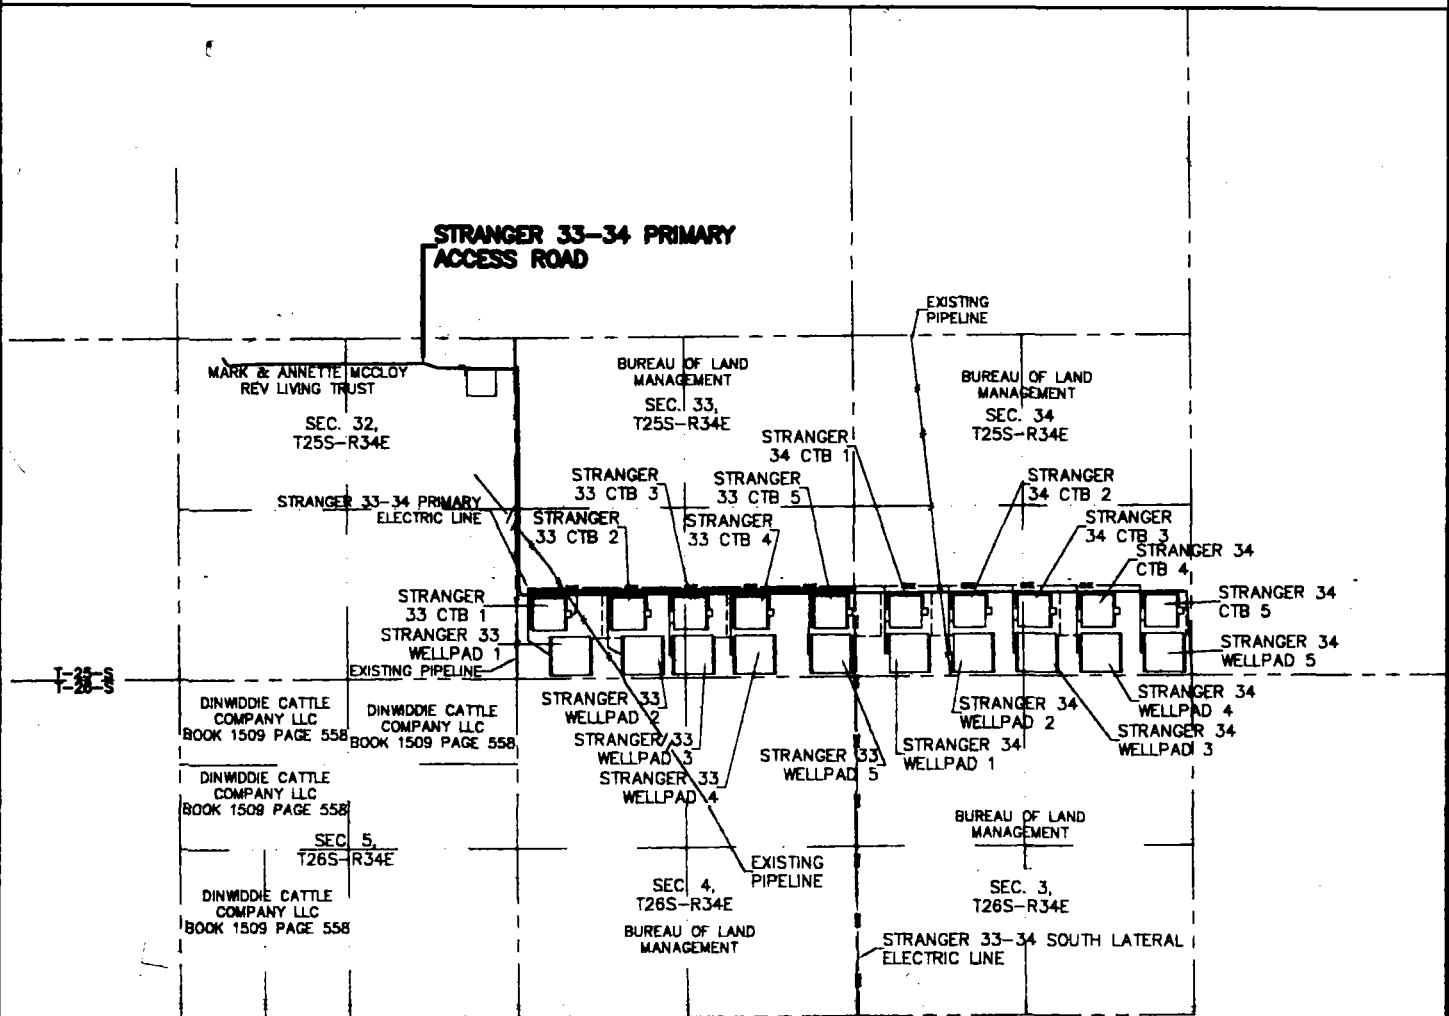 STRANGER 33-34 PRIMARY
ACCESS ROAD
EXISTING
PIPELINE
MARK & ANNETTE MCCLOY
REV LIVING TRUST
SEC. 32,
T25S-R34E
BUREAU OF LAND
MANAGEMENT
SEC. 33,
T25S-R34E
BUREAU OF LAND
MANAGEMENT
SEC. 34
T25S-R34E
STRANGER
34 CTB 1
STRANGER
33 CTB 3
STRANGER
33 CTB 5
STRANGER
34 CTB 2
STRANGER 33-34 PRIMARY
ELECTRIC LINE
STRANGER
33 CTB 2
STRANGER
33 CTB 4
STRANGER
34 CTB 3
STRANGER 34
CTB 4
STRANGER
33 CTB 1
STRANGER 34
CTB 5
STRANGER 33
WELLPAD 1
EXISTING PIPELINE
STRANGER 34
WELLPAD 5
T-25-S
T-26-S
DINWIDDIE CATTLE
COMPANY LLC
BOOK 1509 PAGE 558
DINWIDDIE CATTLE
COMPANY LLC
BOOK 1509 PAGE 558
STRANGER 33
WELLPAD 2
STRANGER 33
WELLPAD 3
STRANGER 33
WELLPAD 4
STRANGER 33
WELLPAD 5
STRANGER 34
WELLPAD 1
STRANGER 34
WELLPAD 2
STRANGER 34
WELLPAD 4
STRANGER 34
WELLPAD 3
DINWIDDIE CATTLE
COMPANY LLC
BOOK 1509 PAGE 558
SEC. 5,
T26S-R34E
BUREAU OF LAND
MANAGEMENT
EXISTING
PIPELINE
DINWIDDIE CATTLE
COMPANY LLC
BOOK 1509 PAGE 558
SEC. 4,
T26S-R34E
BUREAU OF LAND
MANAGEMENT
SEC. 3,
T26S-R34E
STRANGER 33-34 SOUTH LATERAL
ELECTRIC LINE